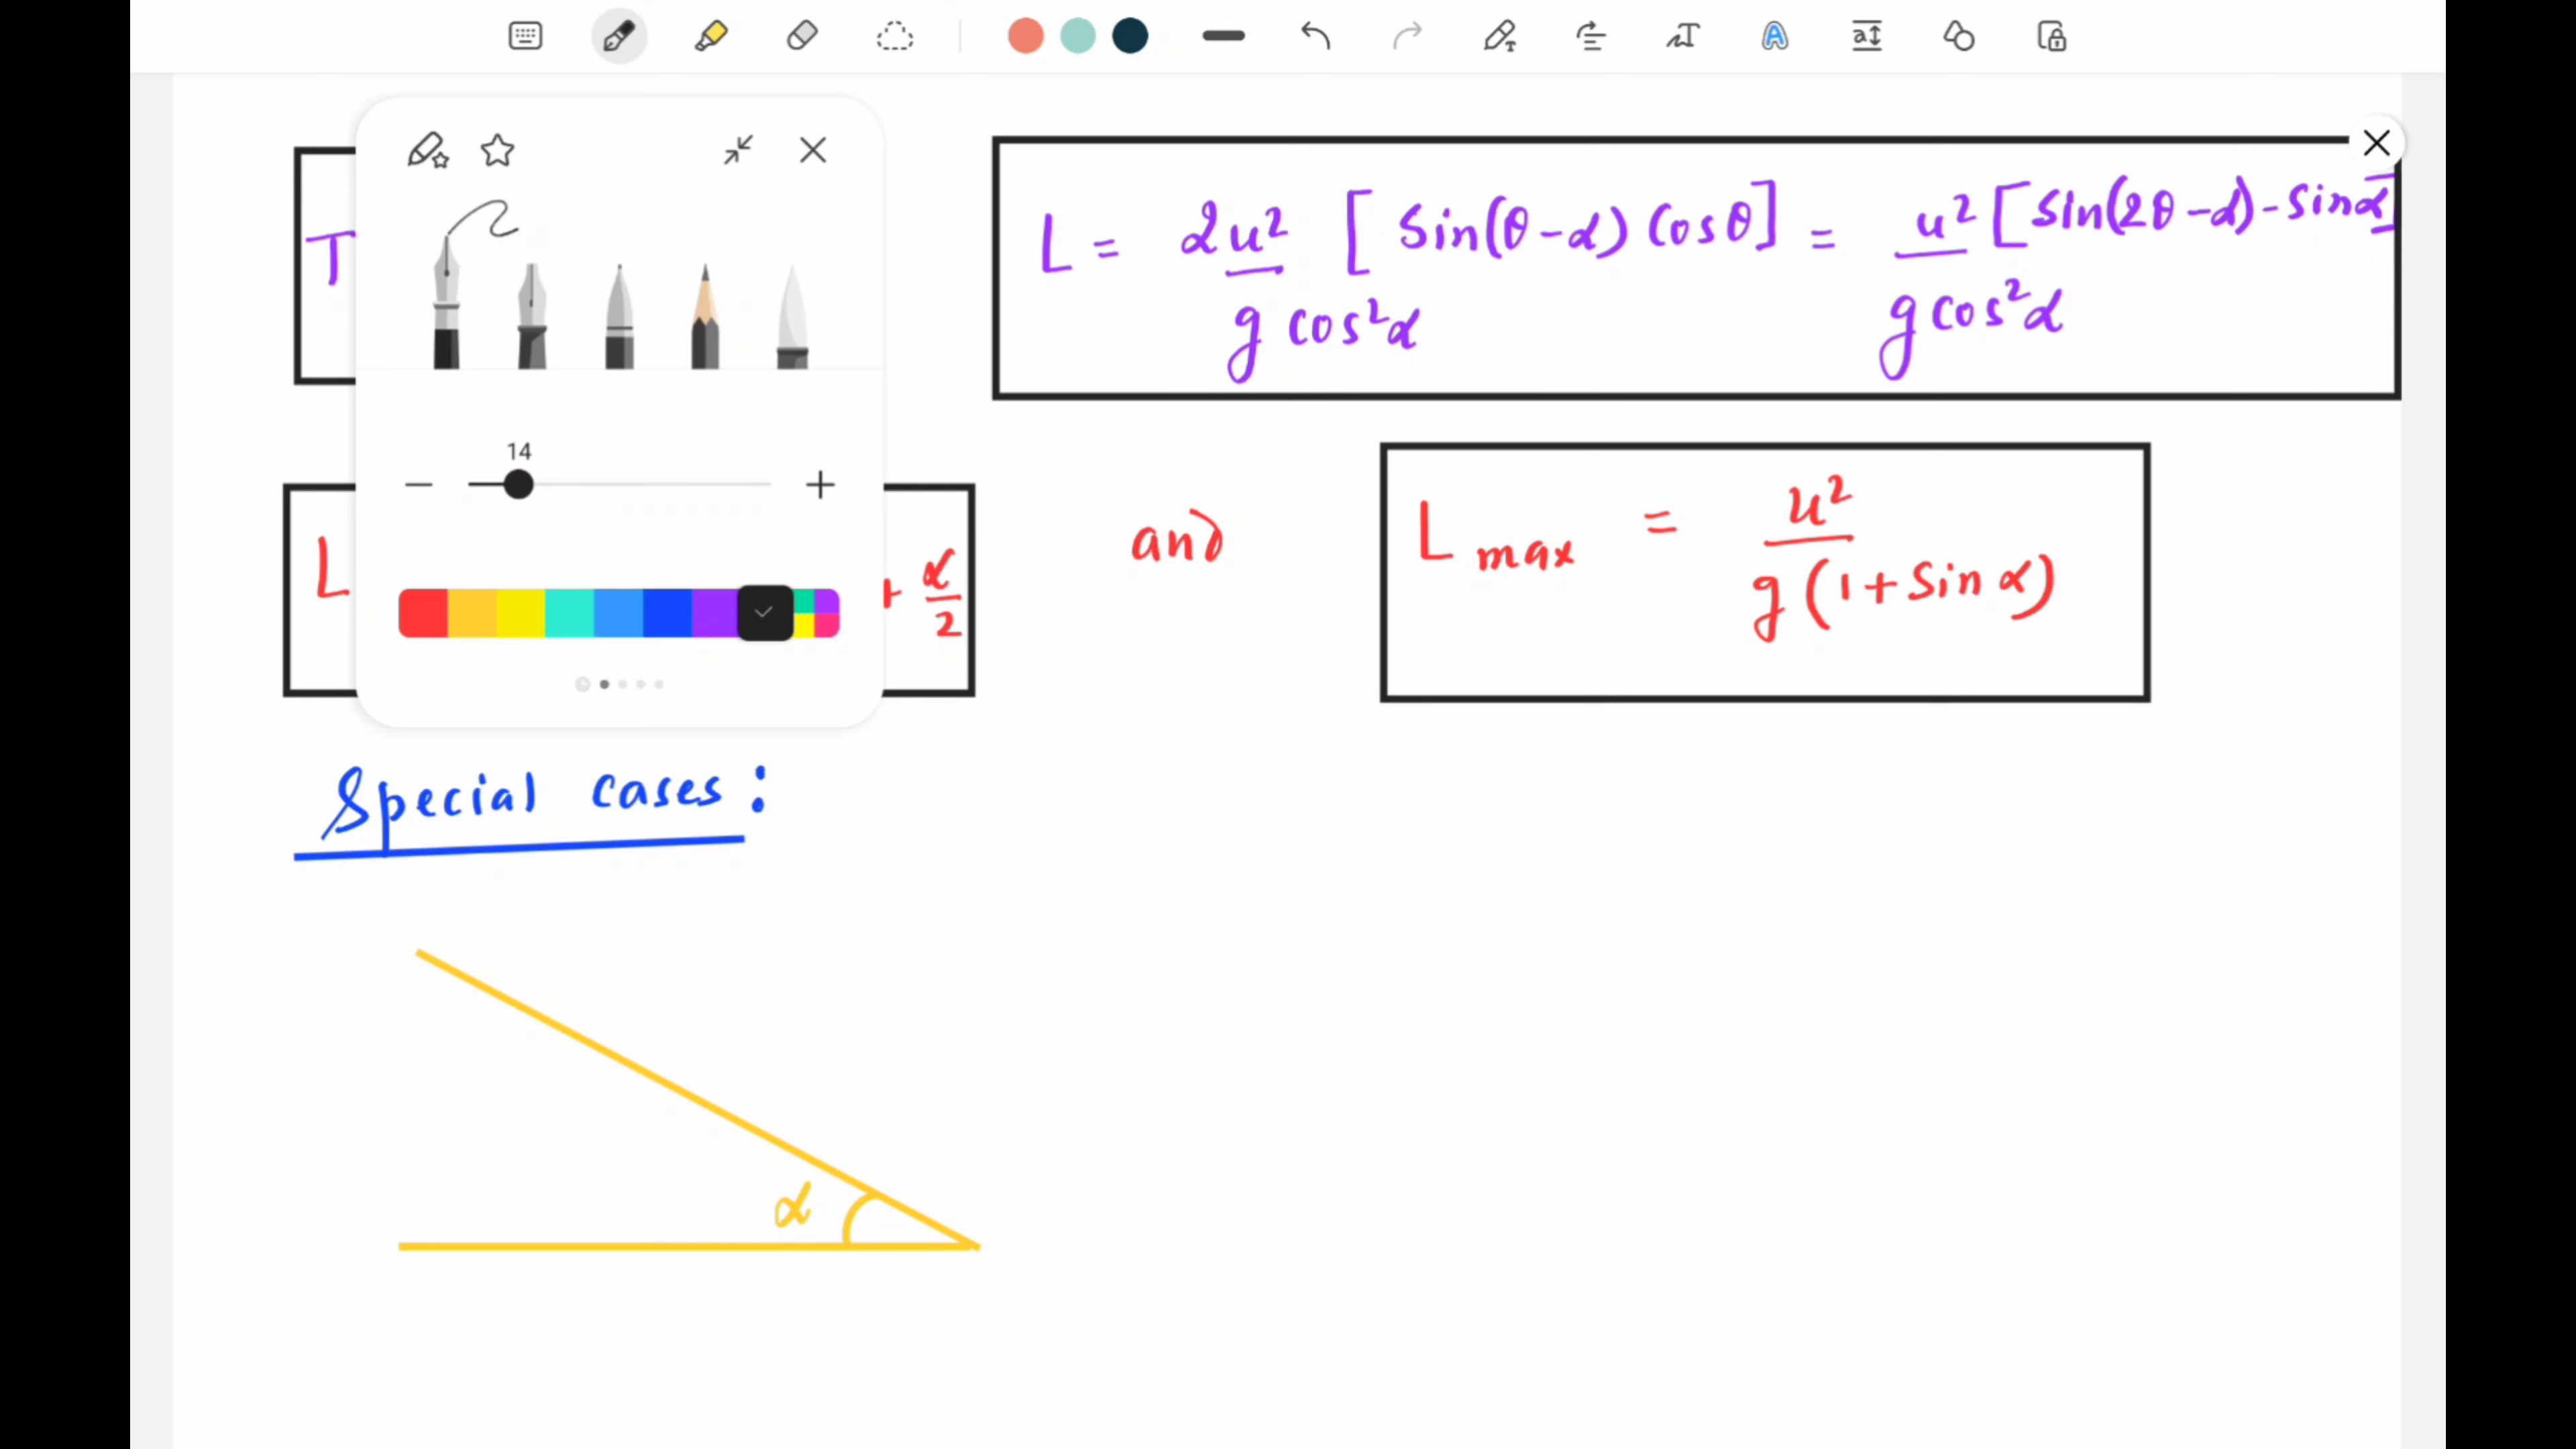 T
L = 2u² [ Sin(θ-α) Cosθ] = u² [Sin(2θ-α)-Sinα]
g cos²α g cos²α
14
L + α/2 and L max = u²
g(1+Sin α)
Special cases:
α